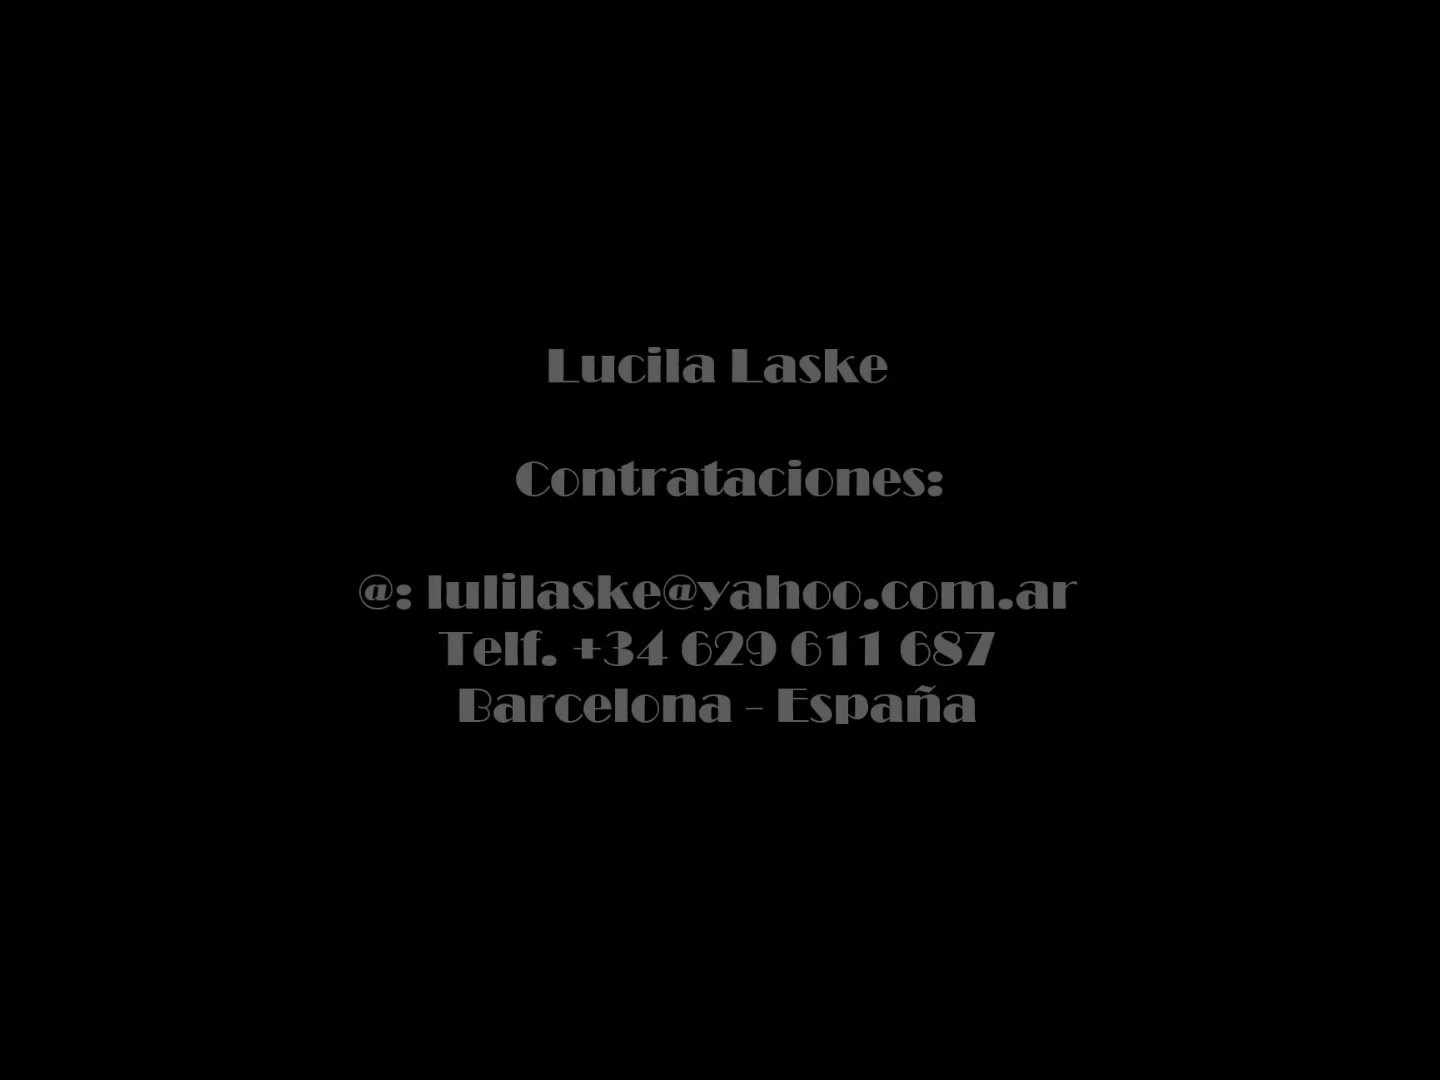 Lucila Laske
Contrataciones:
@: lulilaske@yahoo.com.ar
Telf. +34 629 611 687
Barcelona - España